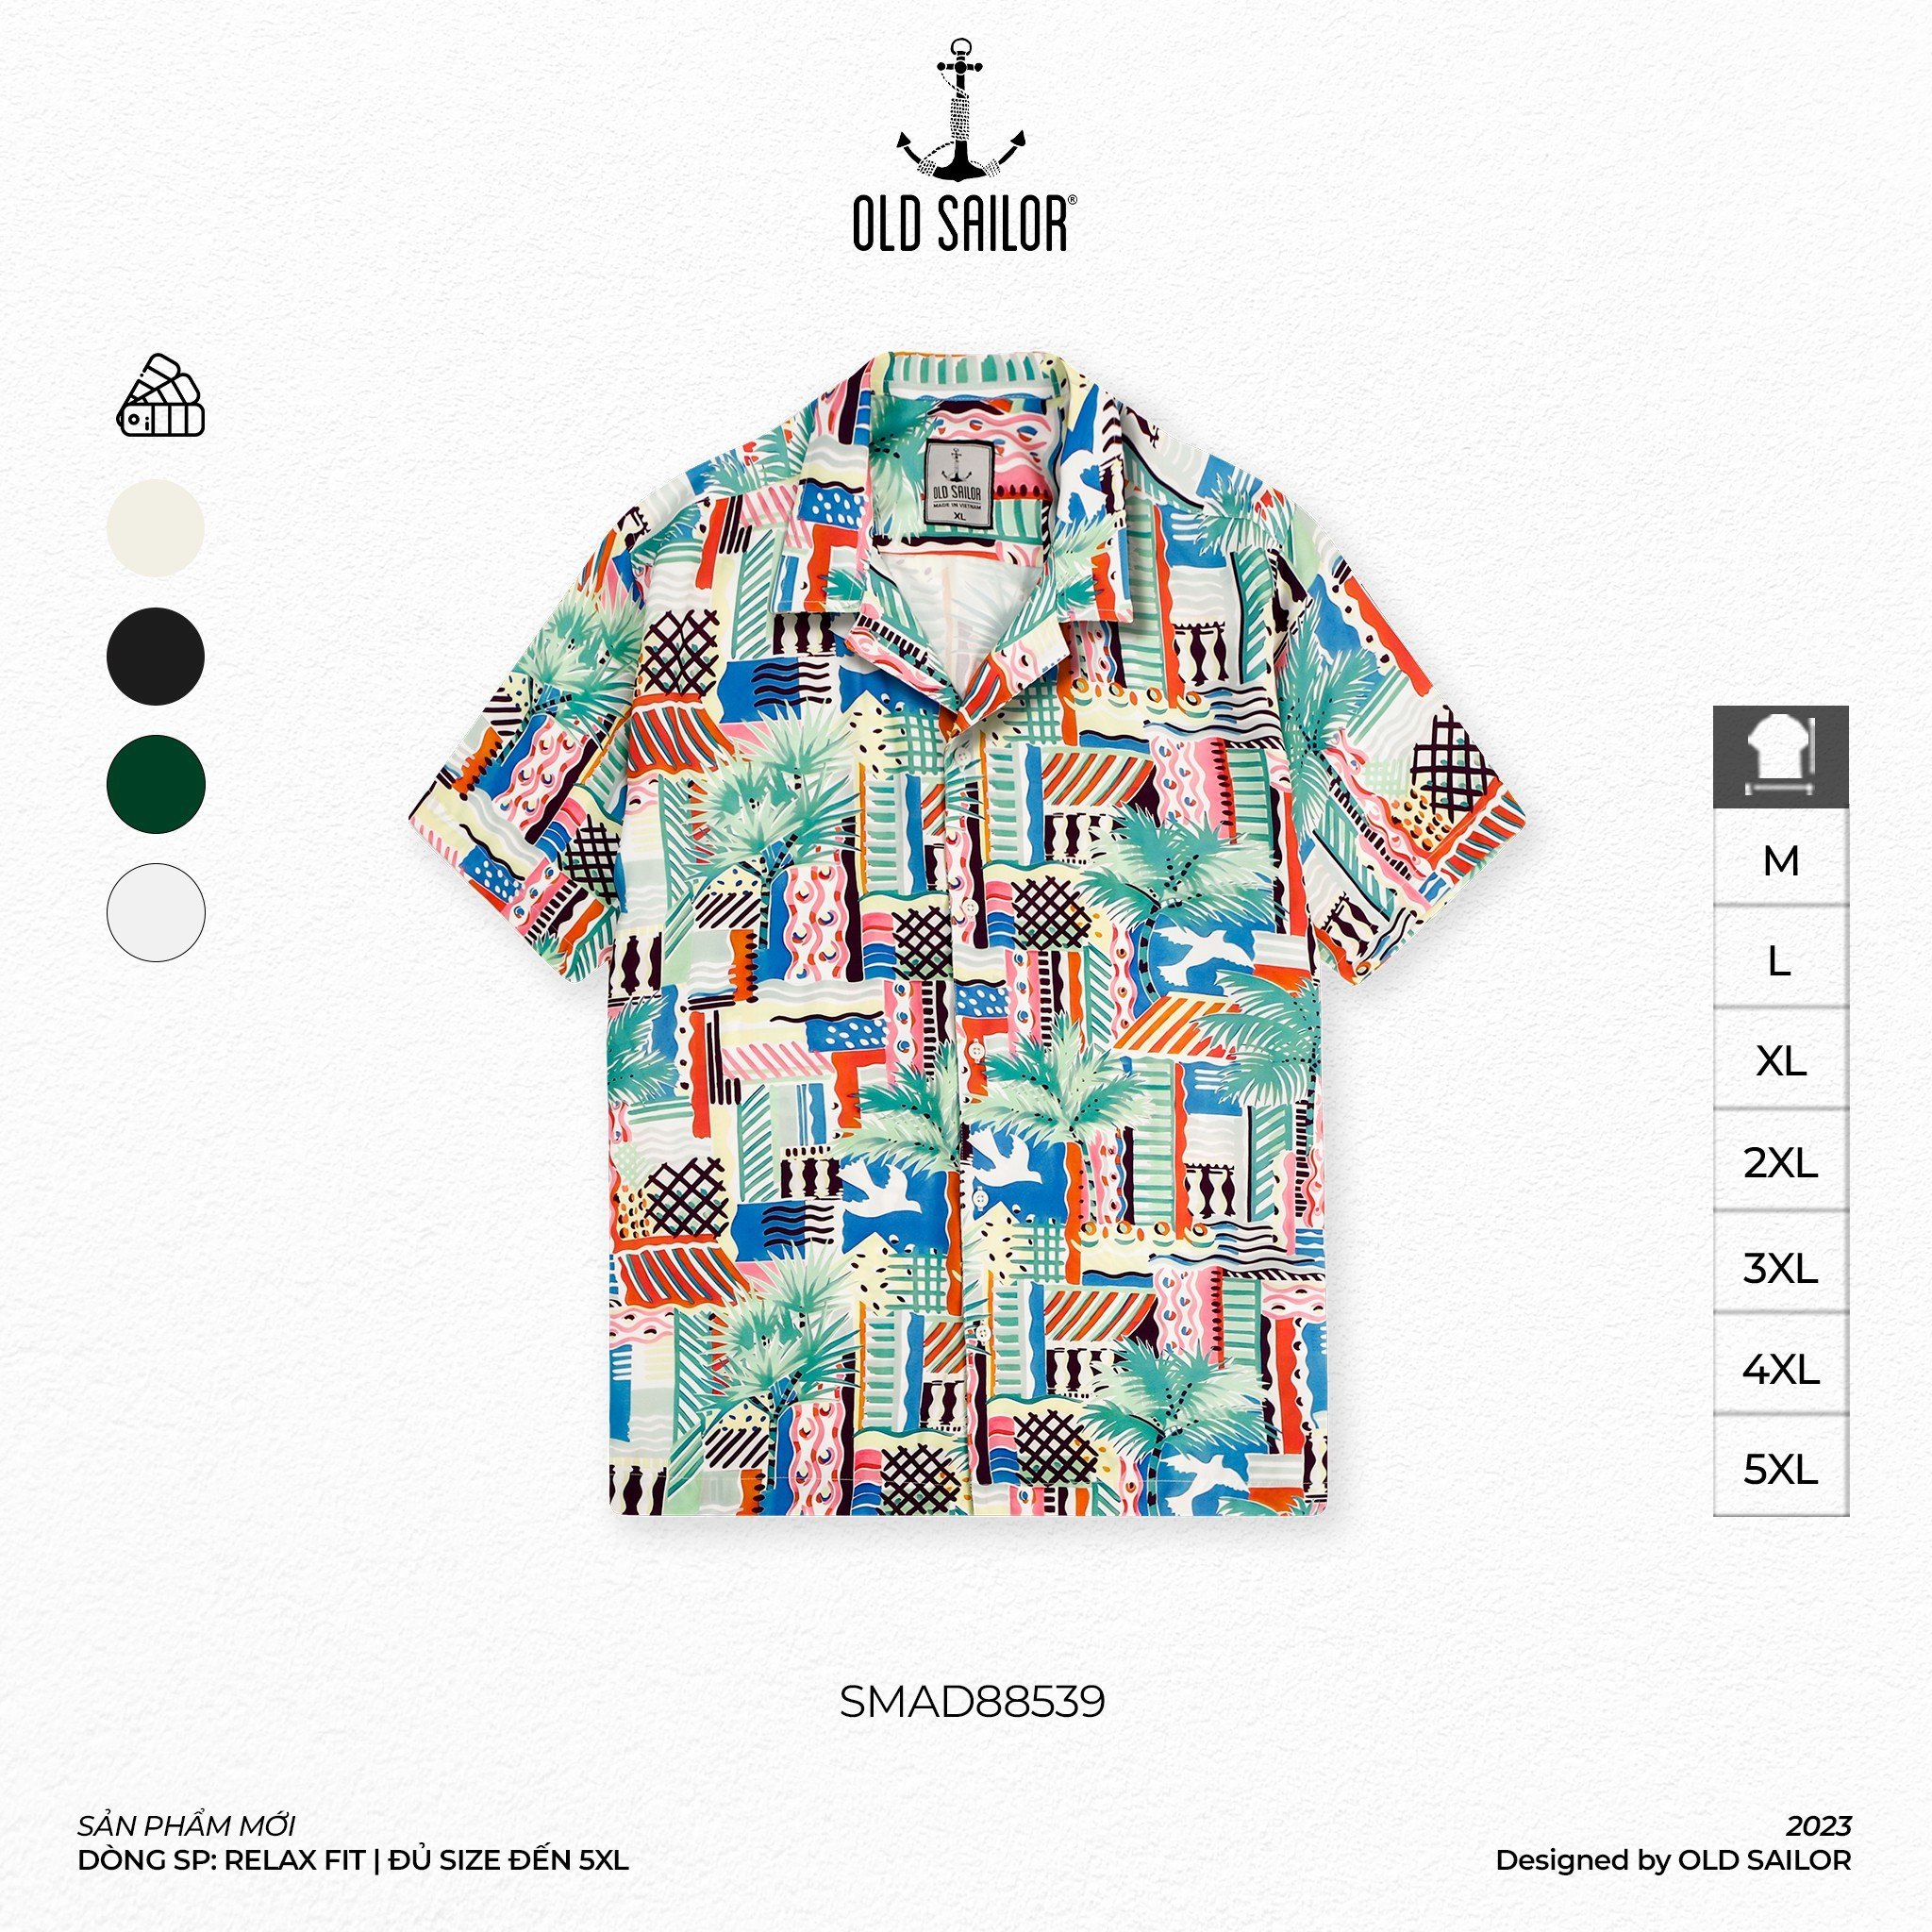 OLD SAILOR®
OLD SAILOR
MADE IN VIETNAM
XL
M
L
XL
2XL
3XL
4XL
5XL
SMAD88539
SẢN PHẨM MỚI
DÒNG SP: RELAX FIT | ĐỦ SIZE ĐẾN 5XL
2023
Designed by OLD SAILOR